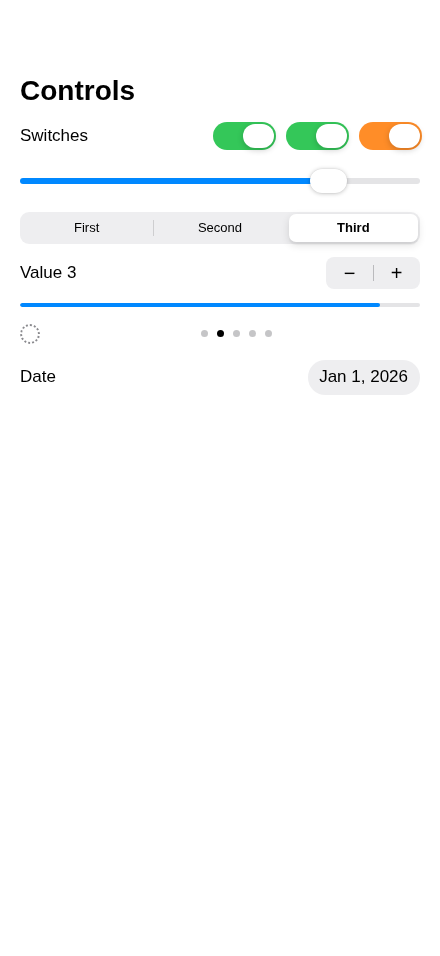 Controls
Switches
First Second Third
Value 3 − +
Date Jan 1, 2026